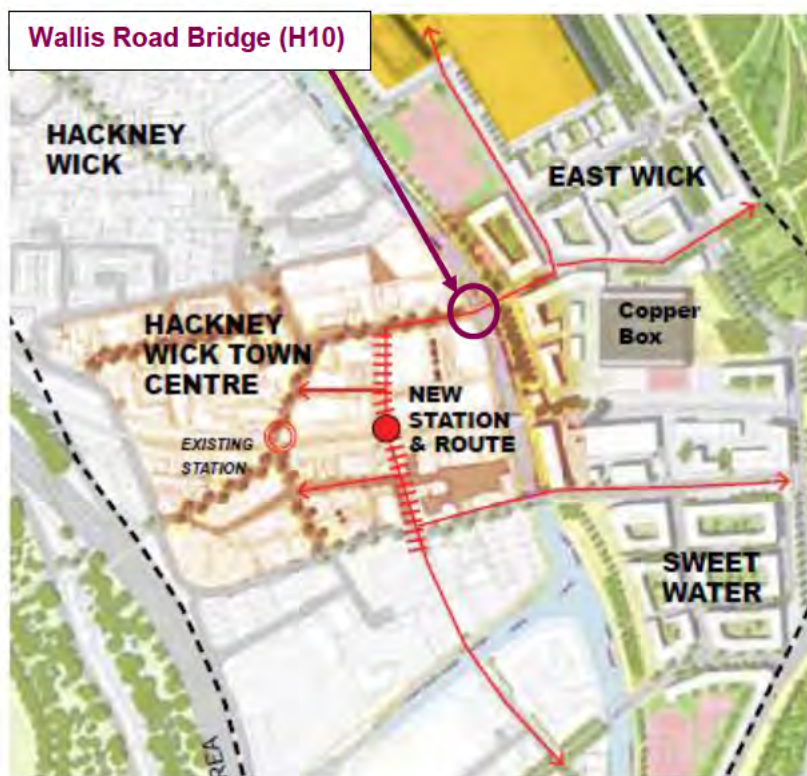 Wallis Road Bridge (H10)
HACKNEY
WICK
EAST WICK
Copper
Box
HACKNEY
WICK TOWN
CENTRE
NEW
STATION
& ROUTE
EXISTING
STATION
SWEET
WATER
AREA